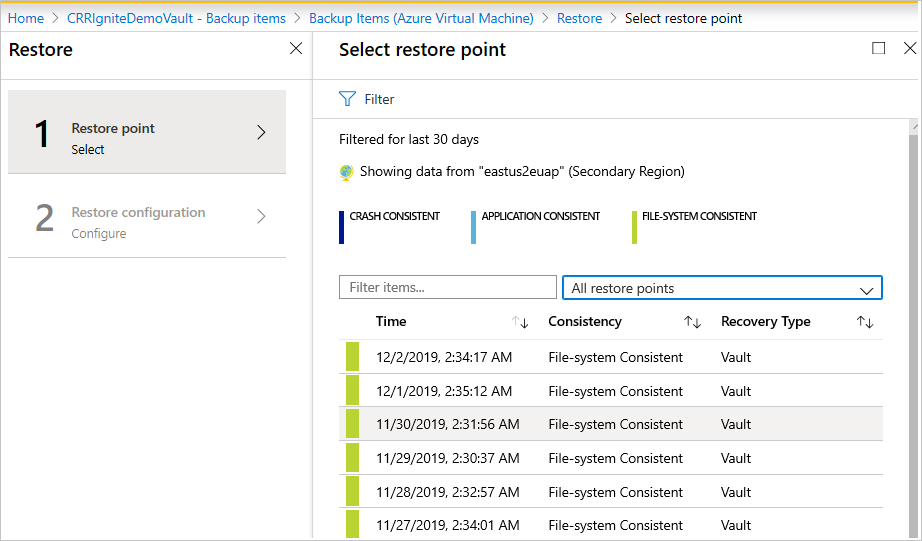 Home > CRRIgniteDemoVault - Backup items > Backup Items (Azure Virtual Machine) > Restore > Select restore point
Restore
1
Restore point
Select
2
Restore configuration
Configure
Select restore point
Filter
Filtered for last 30 days
Showing data from "eastus2euap" (Secondary Region)
CRASH CONSISTENT APPLICATION CONSISTENT FILE-SYSTEM CONSISTENT
Filter items... All restore points
Time Consistency Recovery Type
12/2/2019, 2:34:17 AM File-system Consistent Vault
12/1/2019, 2:35:12 AM File-system Consistent Vault
11/30/2019, 2:31:56 AM File-system Consistent Vault
11/29/2019, 2:30:37 AM File-system Consistent Vault
11/28/2019, 2:32:57 AM File-system Consistent Vault
11/27/2019, 2:34:01 AM File-system Consistent Vault